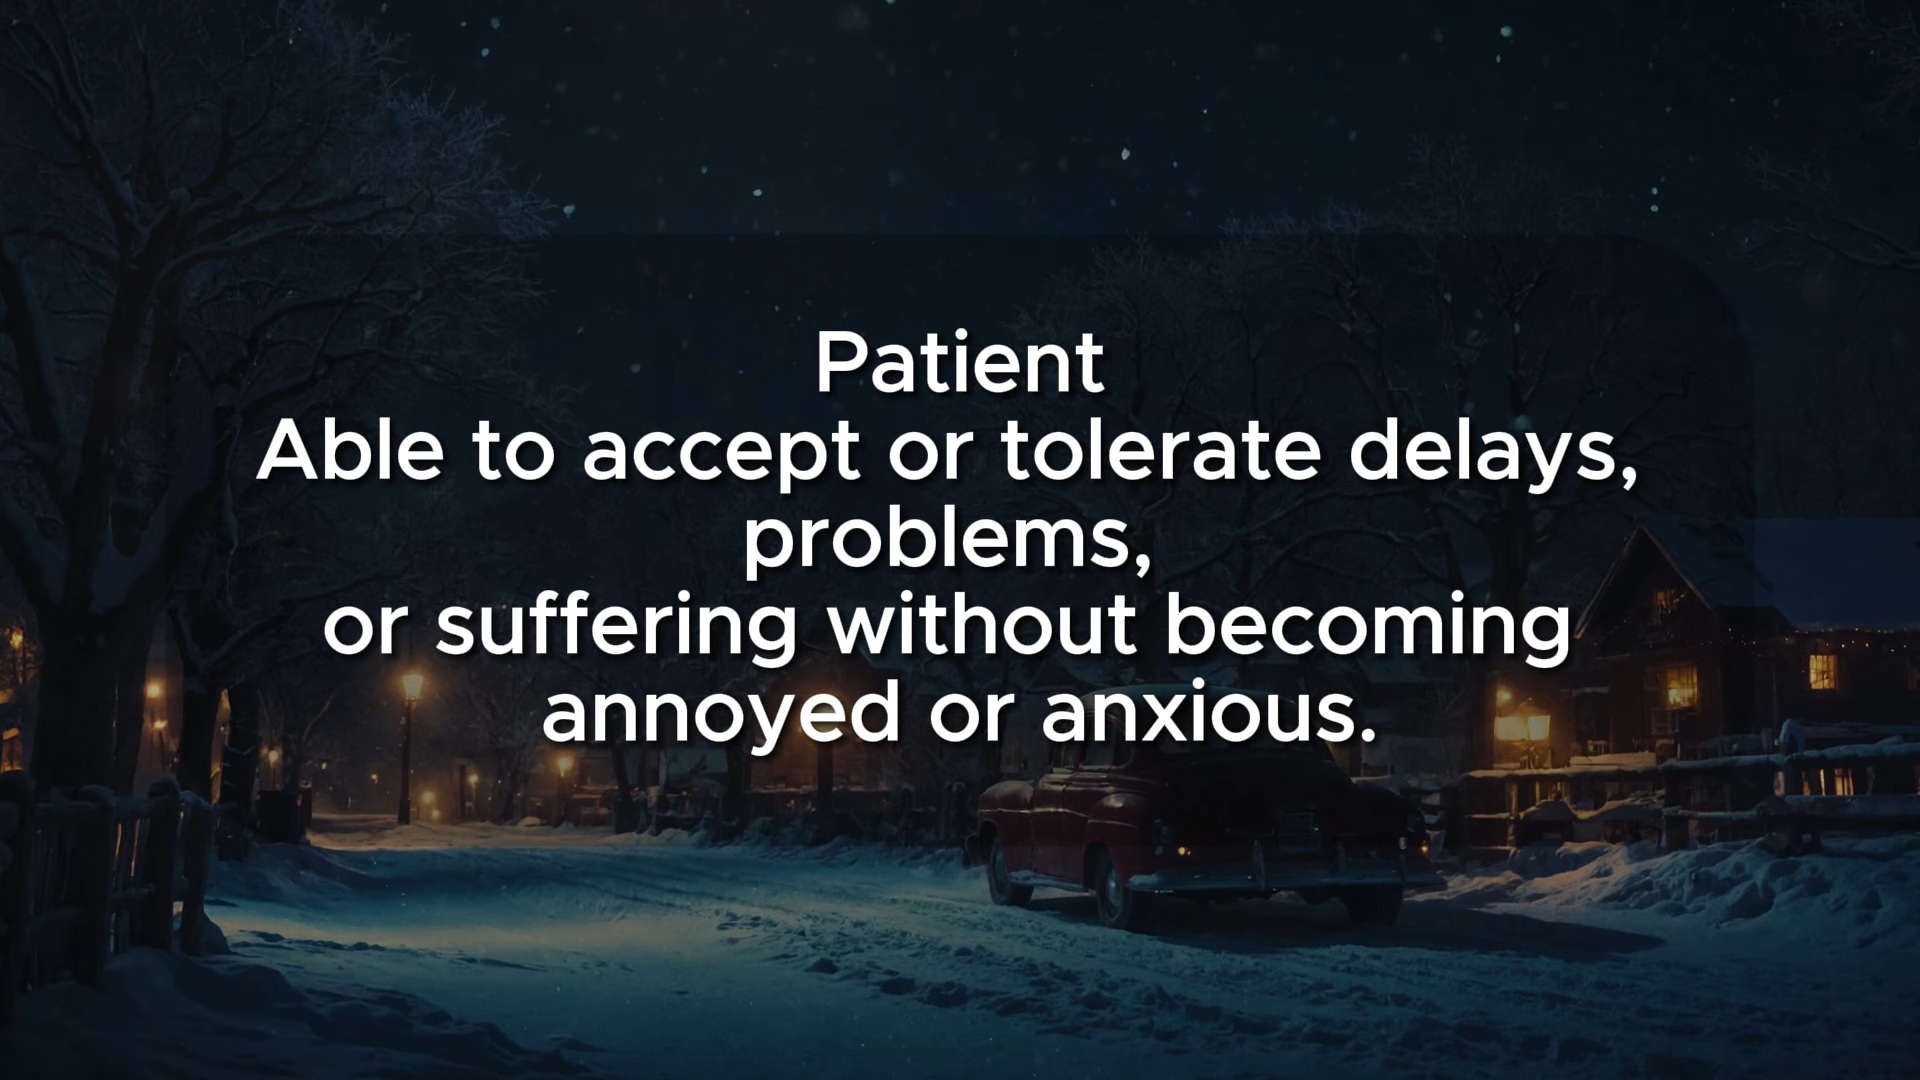 Patient
Able to accept or tolerate delays,
problems,
or suffering without becoming
annoyed or anxious.